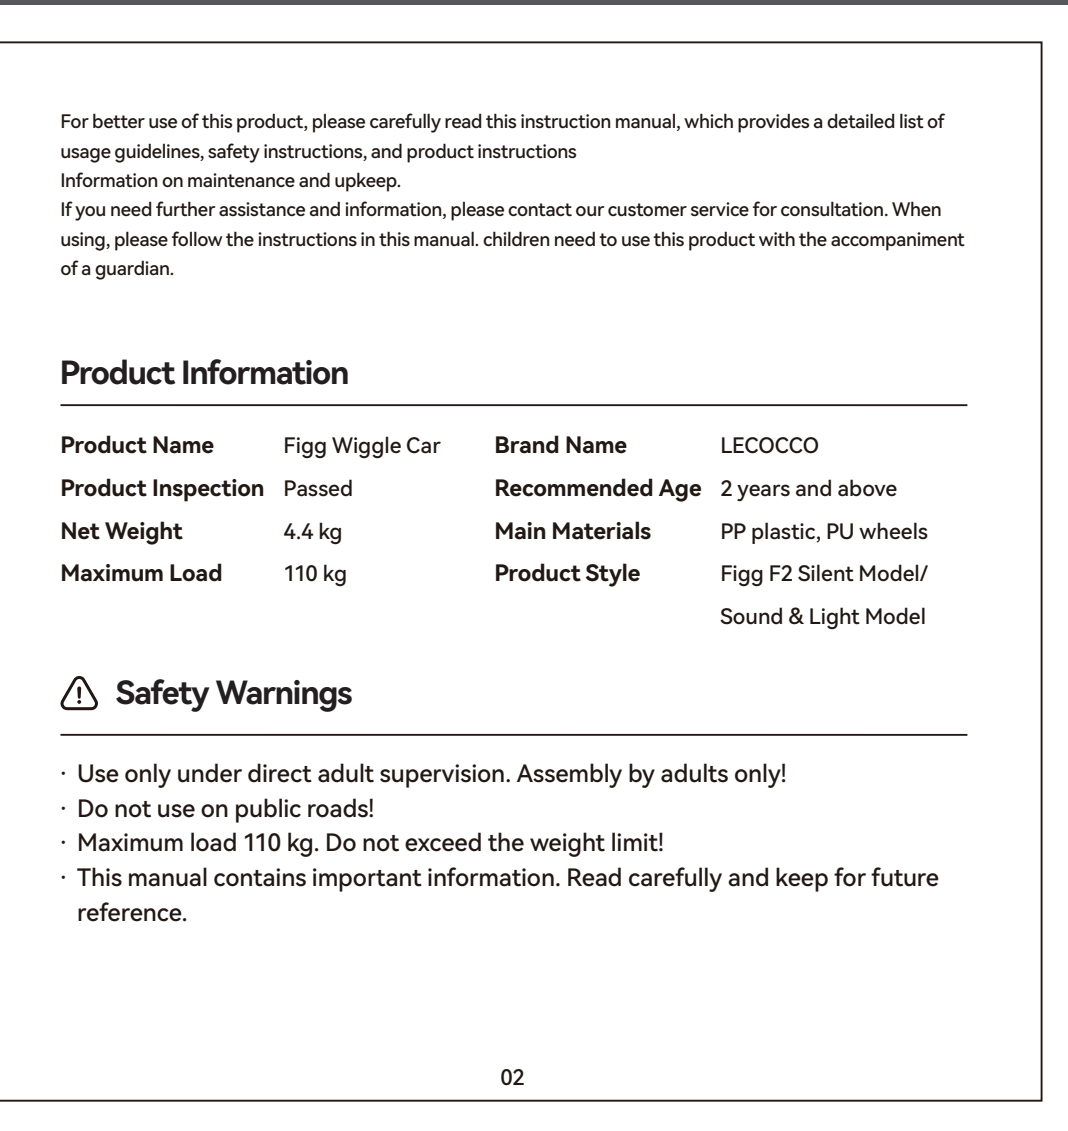 For better use of this product, please carefully read this instruction manual, which provides a detailed list of
usage guidelines, safety instructions, and product instructions
Information on maintenance and upkeep.
If you need further assistance and information, please contact our customer service for consultation. When
using, please follow the instructions in this manual. children need to use this product with the accompaniment
of a guardian.
Product Information
Product Name Figg Wiggle Car Brand Name LECOCCO
Product Inspection Passed Recommended Age 2 years and above
Net Weight 4.4 kg Main Materials PP plastic, PU wheels
Maximum Load 110 kg Product Style Figg F2 Silent Model/
Sound & Light Model
Safety Warnings
· Use only under direct adult supervision. Assembly by adults only!
· Do not use on public roads!
· Maximum load 110 kg. Do not exceed the weight limit!
· This manual contains important information. Read carefully and keep for future
reference.
02